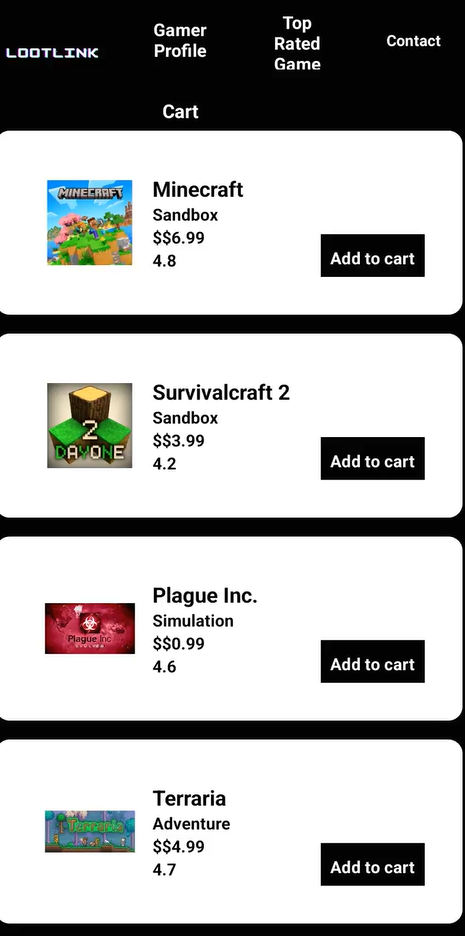 LOOTLINK
Gamer
Profile
Top
Rated
Game
Contact
Cart
MINECRAFT
Minecraft
Sandbox
$$6.99
4.8
Add to cart
2
DAYONE
Survivalcraft 2
Sandbox
$$3.99
4.2
Add to cart
Plague Inc
EVOLVED
Plague Inc.
Simulation
$$0.99
4.6
Add to cart
Terraria
Terraria
Adventure
$$4.99
4.7
Add to cart